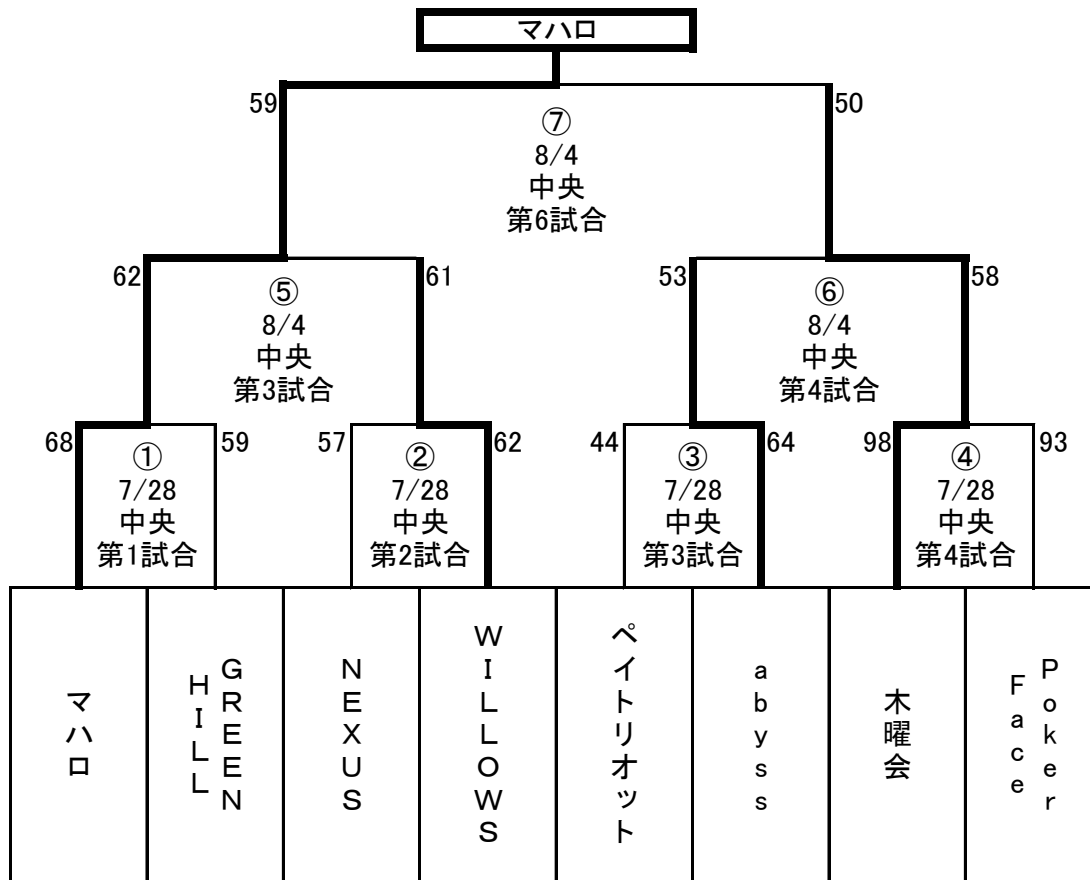 マハロ
59
50
⑦
8/4
中央
第6試合
62
61
53
58
⑤
8/4
中央
第3試合
⑥
8/4
中央
第4試合
68
59
57
62
44
64
98
93
①
7/28
中央
第1試合
②
7/28
中央
第2試合
③
7/28
中央
第3試合
④
7/28
中央
第4試合
マハロ
GREEN
HILL
NEXUS
WILLOWS
ペイトリオット
abyss
木曜会
Poker
Face